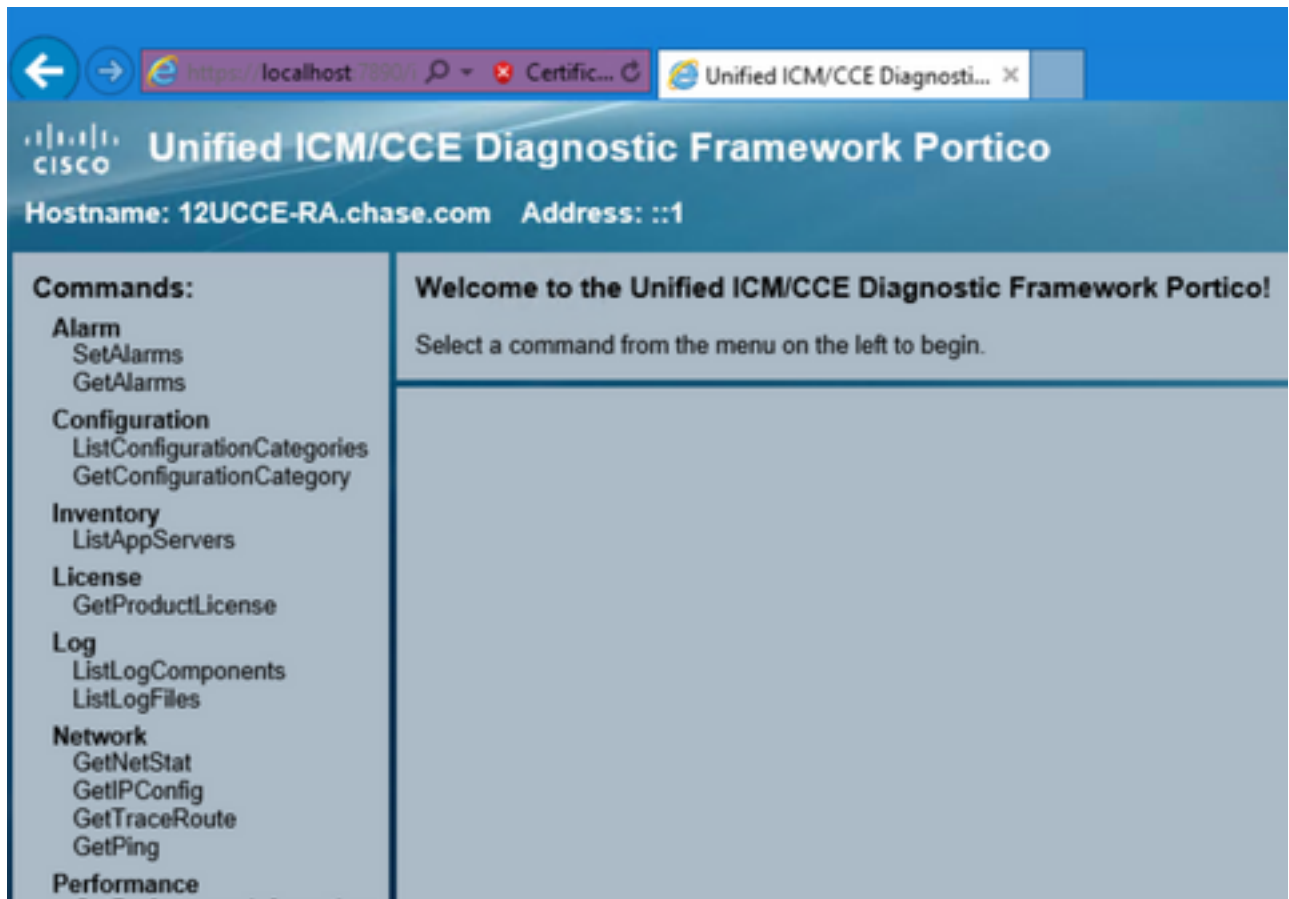 https://localhost:7890/i Certific...
Unified ICM/CCE Diagnosti...
CISCO
Unified ICM/CCE Diagnostic Framework Portico
Hostname: 12UCCE-RA.chase.com Address: ::1
Commands:
Alarm
SetAlarms
GetAlarms
Configuration
ListConfigurationCategories
GetConfigurationCategory
Inventory
ListAppServers
License
GetProductLicense
Log
ListLogComponents
ListLogFiles
Network
GetNetStat
GetIPConfig
GetTraceRoute
GetPing
Performance
Welcome to the Unified ICM/CCE Diagnostic Framework Portico!
Select a command from the menu on the left to begin.